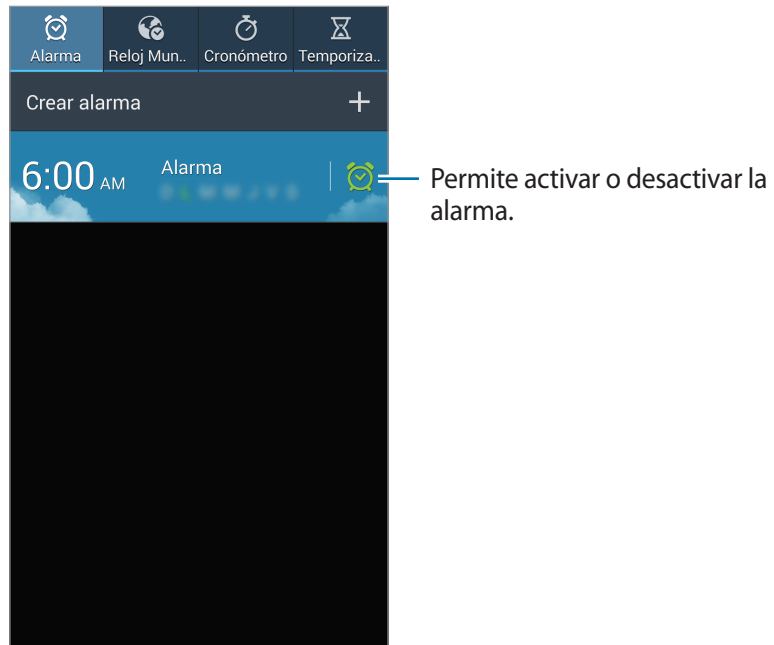 Alarma Reloj Mun.. Cronómetro Temporiza..
Crear alarma
6:00 AM Alarma
Permite activar o desactivar la
alarma.